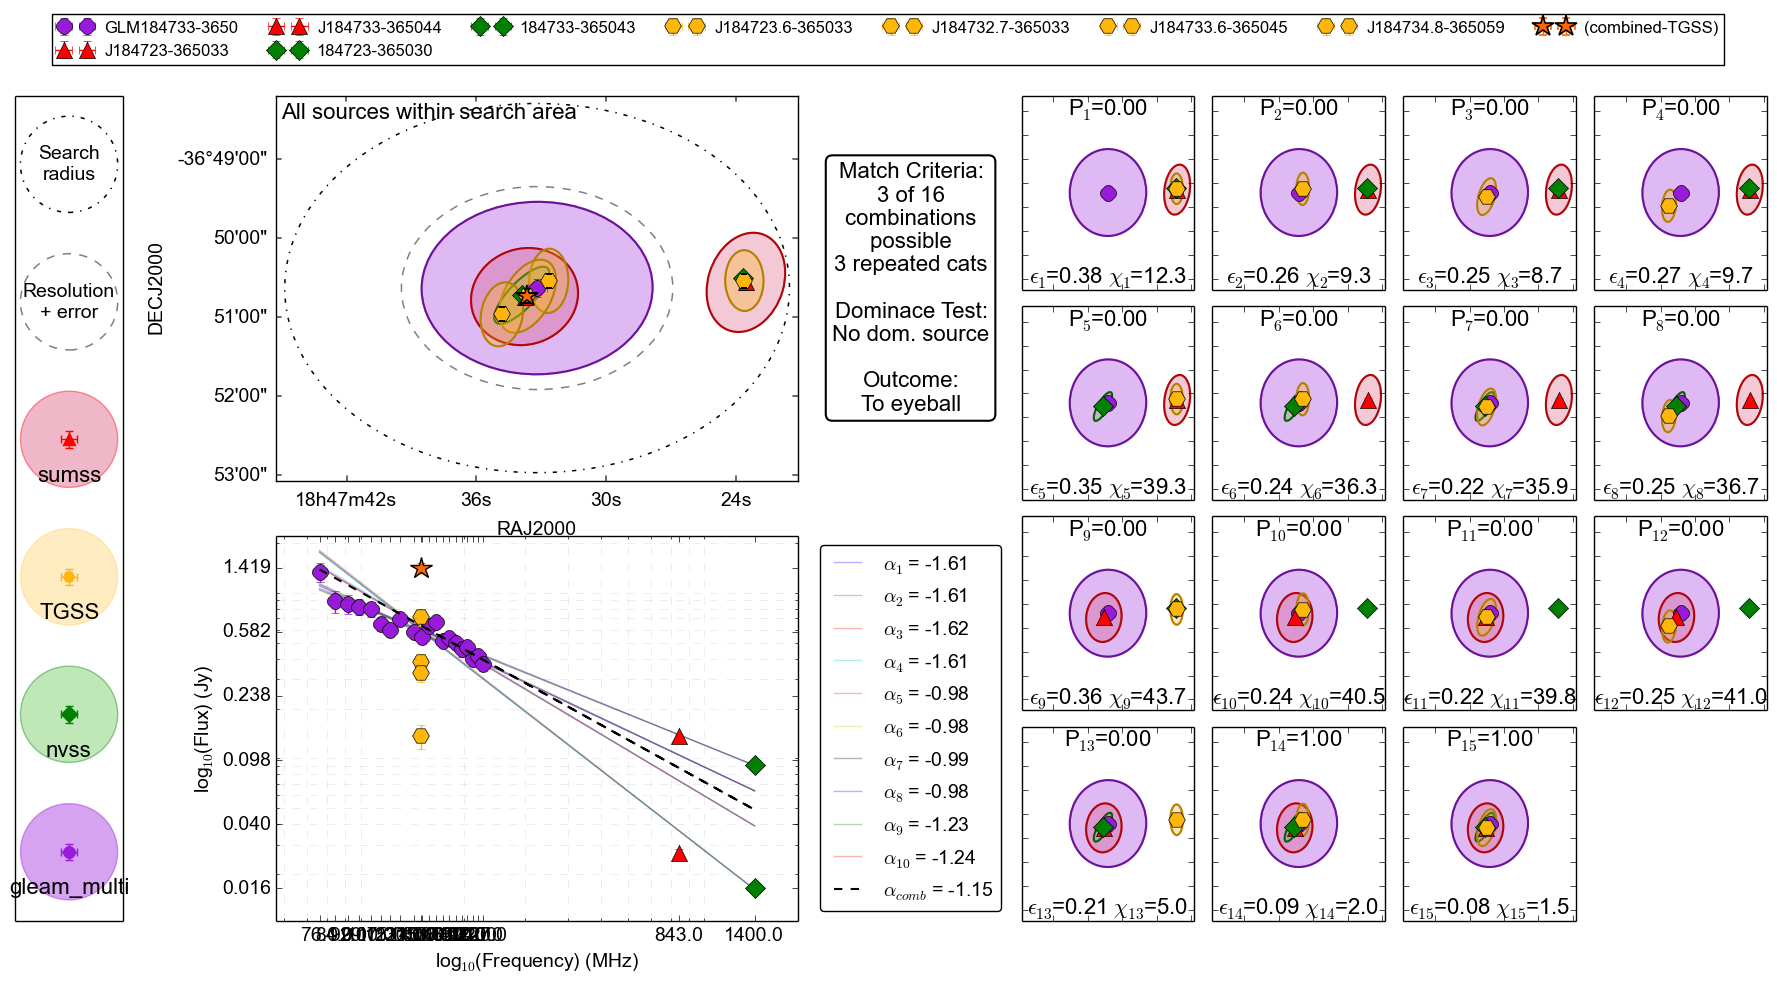 GLM184733-3650 J184733-365044 184733-365043 J184723.6-365033 J184732.7-365033 J184733.6-365045 J184734.8-365059 (combined-TGSS)
J184723-365033 184723-365030
Search
radius
Resolution
+ error
sumss
TGSS
nvss
gleam_multi
All sources within search area
DECJ2000
-36°49'00"
50'00"
51'00"
52'00"
53'00"
18h47m42s 36s 30s 24s
RAJ2000
Match Criteria:
3 of 16
combinations
possible
3 repeated cats
Dominace Test:
No dom. source
Outcome:
To eyeball
log10(Flux) (Jy)
1.419
0.582
0.238
0.098
0.040
0.016
843.0 1400.0
log10(Frequency) (MHz)
α1 = -1.61
α2 = -1.61
α3 = -1.62
α4 = -1.61
α5 = -0.98
α6 = -0.98
α7 = -0.99
α8 = -0.98
α9 = -1.23
α10 = -1.24
αcomb = -1.15
P1=0.00 P2=0.00 P3=0.00 P4=0.00
ϵ1=0.38 χ1=12.3 ϵ2=0.26 χ2=9.3 ϵ3=0.25 χ3=8.7 ϵ4=0.27 χ4=9.7
P5=0.00 P6=0.00 P7=0.00 P8=0.00
ϵ5=0.35 χ5=39.3 ϵ6=0.24 χ6=36.3 ϵ7=0.22 χ7=35.9 ϵ8=0.25 χ8=36.7
P9=0.00 P10=0.00 P11=0.00 P12=0.00
ϵ9=0.36 χ9=43.7 ϵ10=0.24 χ10=40.5 ϵ11=0.22 χ11=39.8 ϵ12=0.25 χ12=41.0
P13=0.00 P14=1.00 P15=1.00
ϵ13=0.21 χ13=5.0 ϵ14=0.09 χ14=2.0 ϵ15=0.08 χ15=1.5